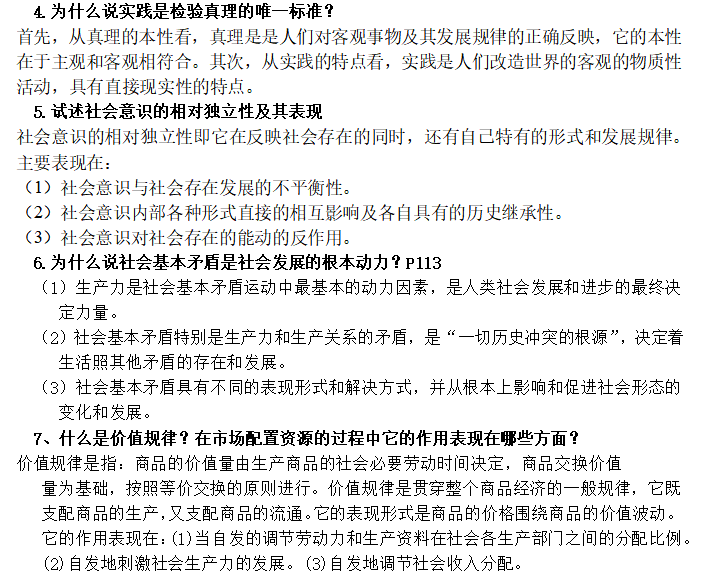 4.为什么说实践是检验真理的唯一标准？
首先，从真理的本性看，真理是是人们对客观事物及其发展规律的正确反映，它的本性
在于主观和客观相符合。其次，从实践的特点看，实践是人们改造世界的客观的物质性
活动，具有直接现实性的特点。
5.试述社会意识的相对独立性及其表现
社会意识的相对独立性即它在反映社会存在的同时，还有自己特有的形式和发展规律。
主要表现在：
（1）社会意识与社会存在发展的不平衡性。
（2）社会意识内部各种形式直接的相互影响及各自具有的历史继承性。
（3）社会意识对社会存在的能动的反作用。
6.为什么说社会基本矛盾是社会发展的根本动力？P113
（1）生产力是社会基本矛盾运动中最基本的动力因素，是人类社会发展和进步的最终决
定力量。
（2）社会基本矛盾特别是生产力和生产关系的矛盾，是“一切历史冲突的根源”，决定着
生活照其他矛盾的存在和发展。
（3）社会基本矛盾具有不同的表现形式和解决方式，并从根本上影响和促进社会形态的
变化和发展。
7、什么是价值规律？在市场配置资源的过程中它的作用表现在哪些方面？
价值规律是指：商品的价值量由生产商品的社会必要劳动时间决定，商品交换价值
量为基础，按照等价交换的原则进行。价值规律是贯穿整个商品经济的一般规律，它既
支配商品的生产，又支配商品的流通。它的表现形式是商品的价格围绕商品的价值波动。
它的作用表现在：(1)当自发的调节劳动力和生产资料在社会各生产部门之间的分配比例。
(2)自发地刺激社会生产力的发展。(3)自发地调节社会收入分配。